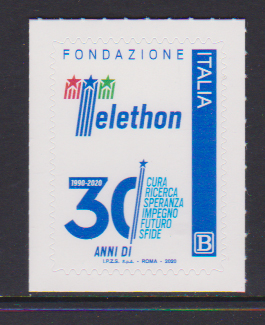 FONDAZIONE
Telethon
ITALIA
1990-2020
30
ANNI DI
CURA
RICERCA
SPERANZA
IMPEGNO
FUTURO
SFIDE
B
I.P.Z.S. S.p.A. - ROMA - 2020